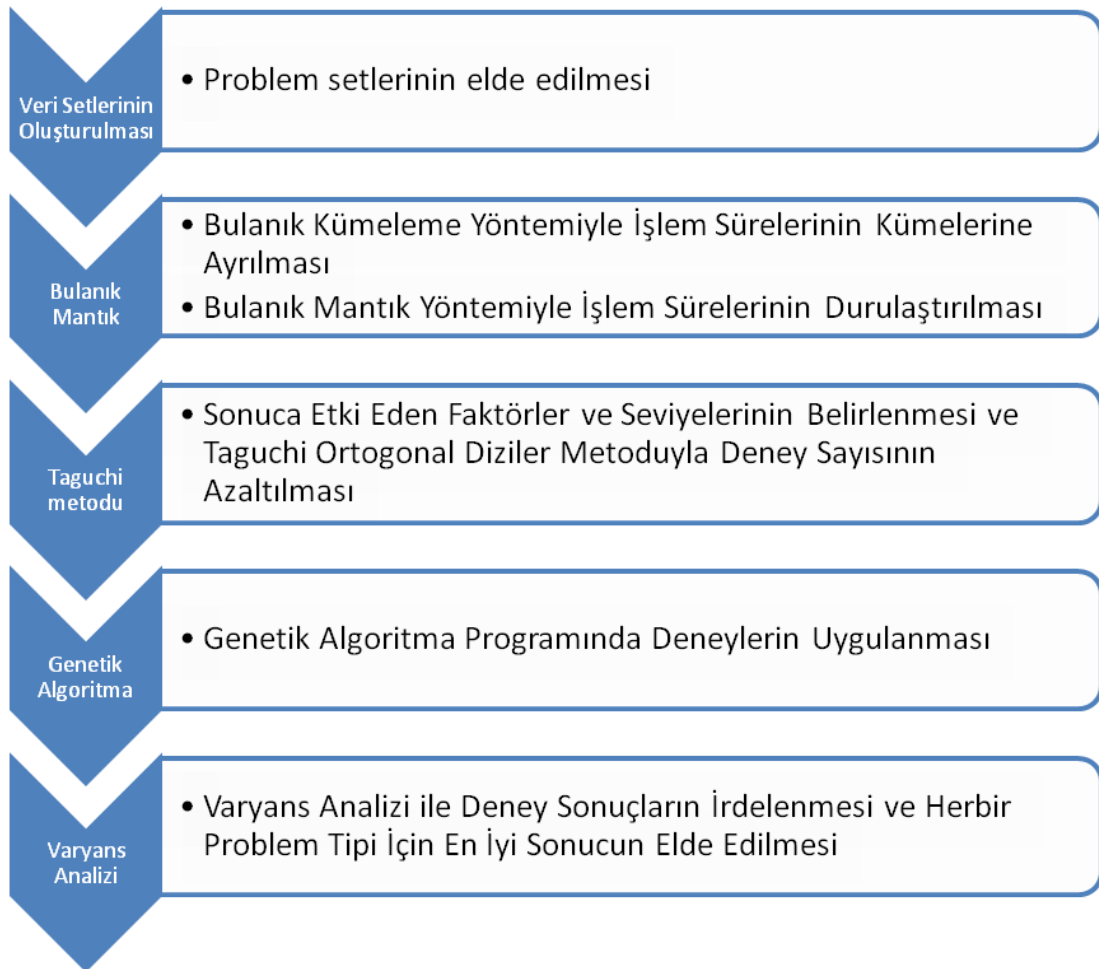 Veri Setlerinin
Oluşturulması
• Problem setlerinin elde edilmesi
Bulanık
Mantık
• Bulanık Kümeleme Yöntemiyle İşlem Sürelerinin Kümelerine
Ayrılması
• Bulanık Mantık Yöntemiyle İşlem Sürelerinin Durulaştırılması
Taguchi
metodu
• Sonuca Etki Eden Faktörler ve Seviyelerinin Belirlenmesi ve
Taguchi Ortogonal Diziler Metoduyla Deney Sayısının
Azaltılması
Genetik
Algoritma
• Genetik Algoritma Programında Deneylerin Uygulanması
Varyans
Analizi
• Varyans Analizi ile Deney Sonuçların İrdelenmesi ve Herbir
Problem Tipi İçin En İyi Sonucun Elde Edilmesi